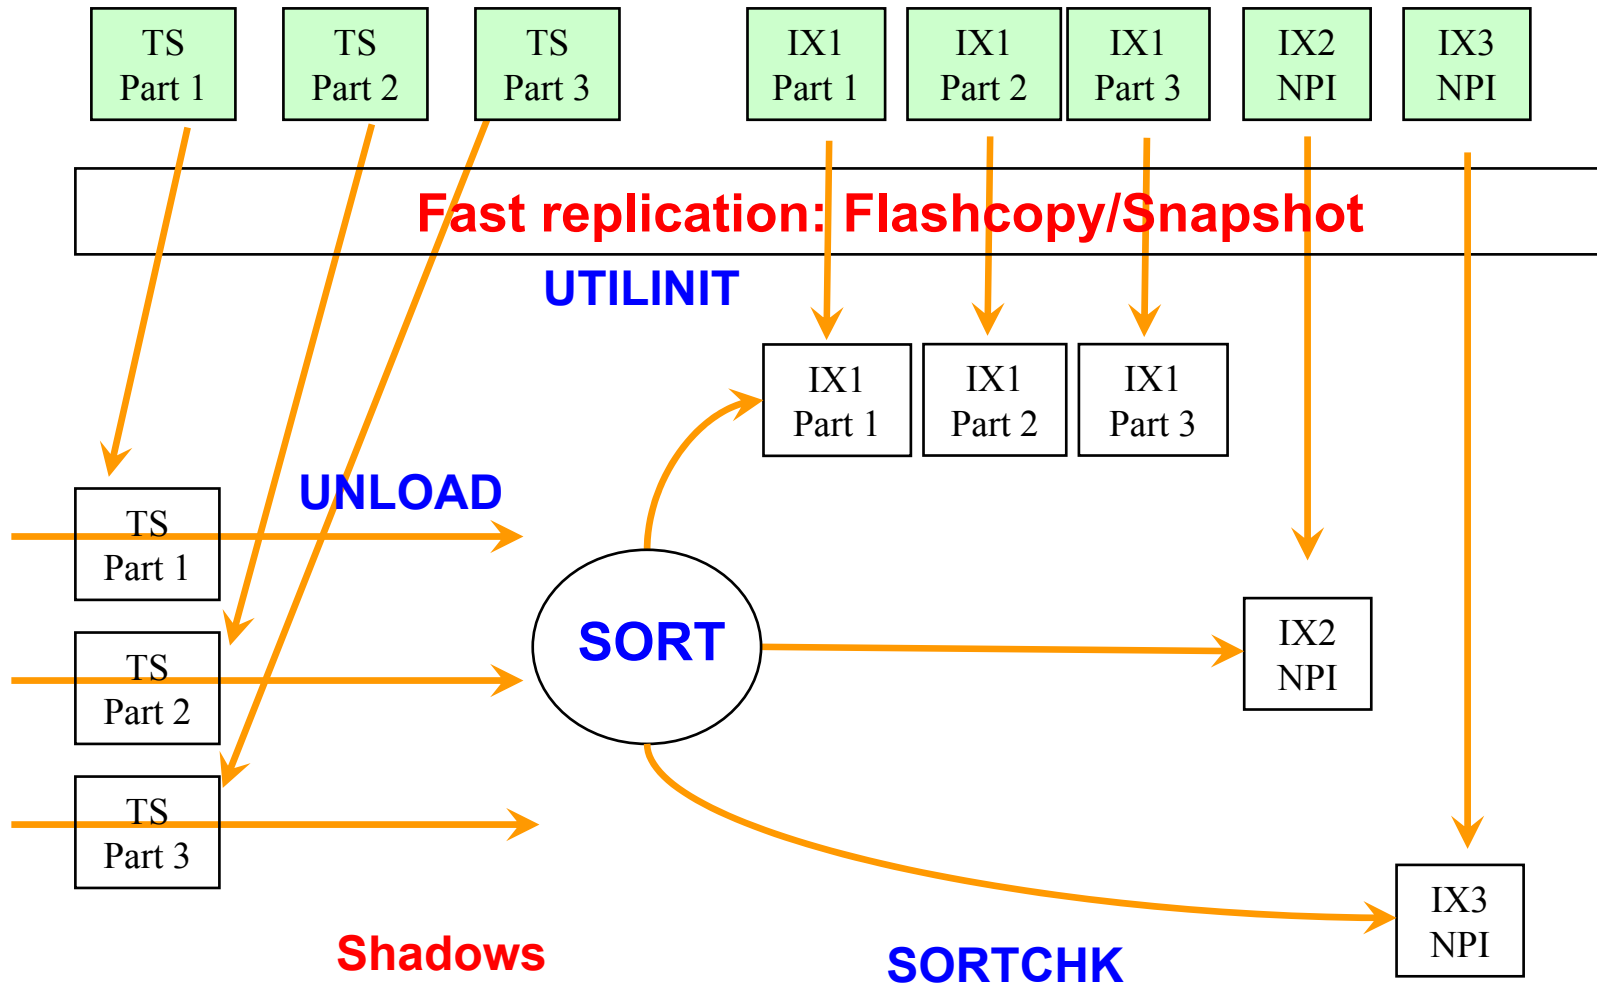 TS
Part 1
TS
Part 2
TS
Part 3
IX1
Part 1
IX1
Part 2
IX1
Part 3
IX2
NPI
IX3
NPI
Fast replication: Flashcopy/Snapshot
UTILINIT
IX1
Part 1
IX1
Part 2
IX1
Part 3
UNLOAD
TS
Part 1
SORT
TS
Part 2
IX2
NPI
TS
Part 3
IX3
NPI
Shadows
SORTCHK